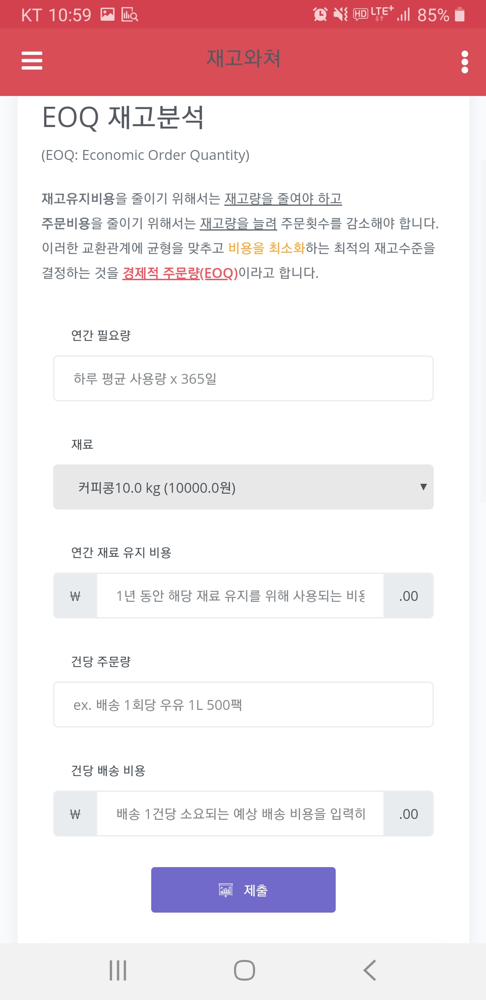 KT 10:59 HD LTE+ 85%
재고와쳐
EOQ 재고분석
(EOQ: Economic Order Quantity)
재고유지비용을 줄이기 위해서는 재고량을 줄여야 하고
주문비용을 줄이기 위해서는 재고량을 늘려 주문횟수를 감소해야 합니다.
이러한 교환관계에 균형을 맞추고 비용을 최소화하는 최적의 재고수준을
결정하는 것을 경제적 주문량(EOQ)이라고 합니다.
연간 필요량
하루 평균 사용량 x 365일
재료
커피콩10.0 kg (10000.0원)
연간 재료 유지 비용
₩ 1년 동안 해당 재료 유지를 위해 사용되는 .00
건당 주문량
ex. 배송 1회당 우유 1L 500팩
건당 배송 비용
₩ 배송 1건당 소요되는 예상 배송 비용을 .00
제출